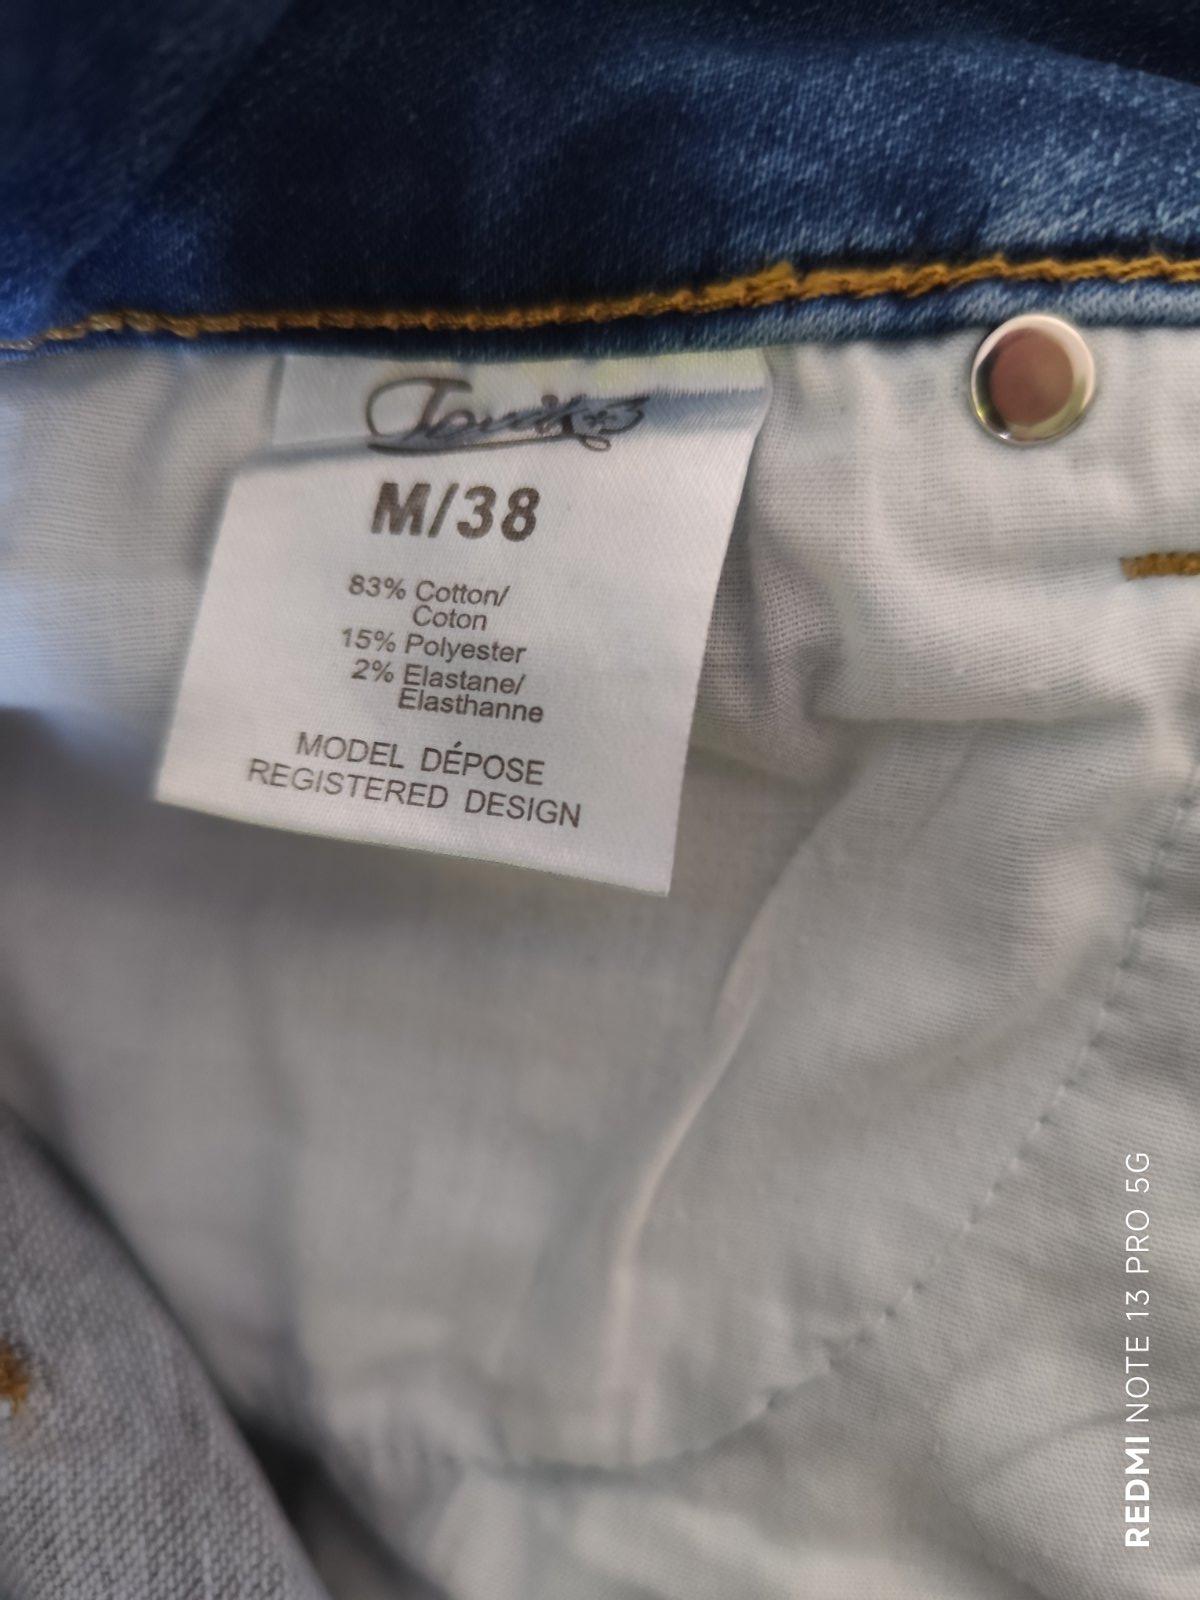 M/38
83% Cotton/
Coton
15% Polyester
2% Elastane/
Elasthanne
MODEL DÉPOSE
REGISTERED DESIGN
REDMI NOTE 13 PRO 5G